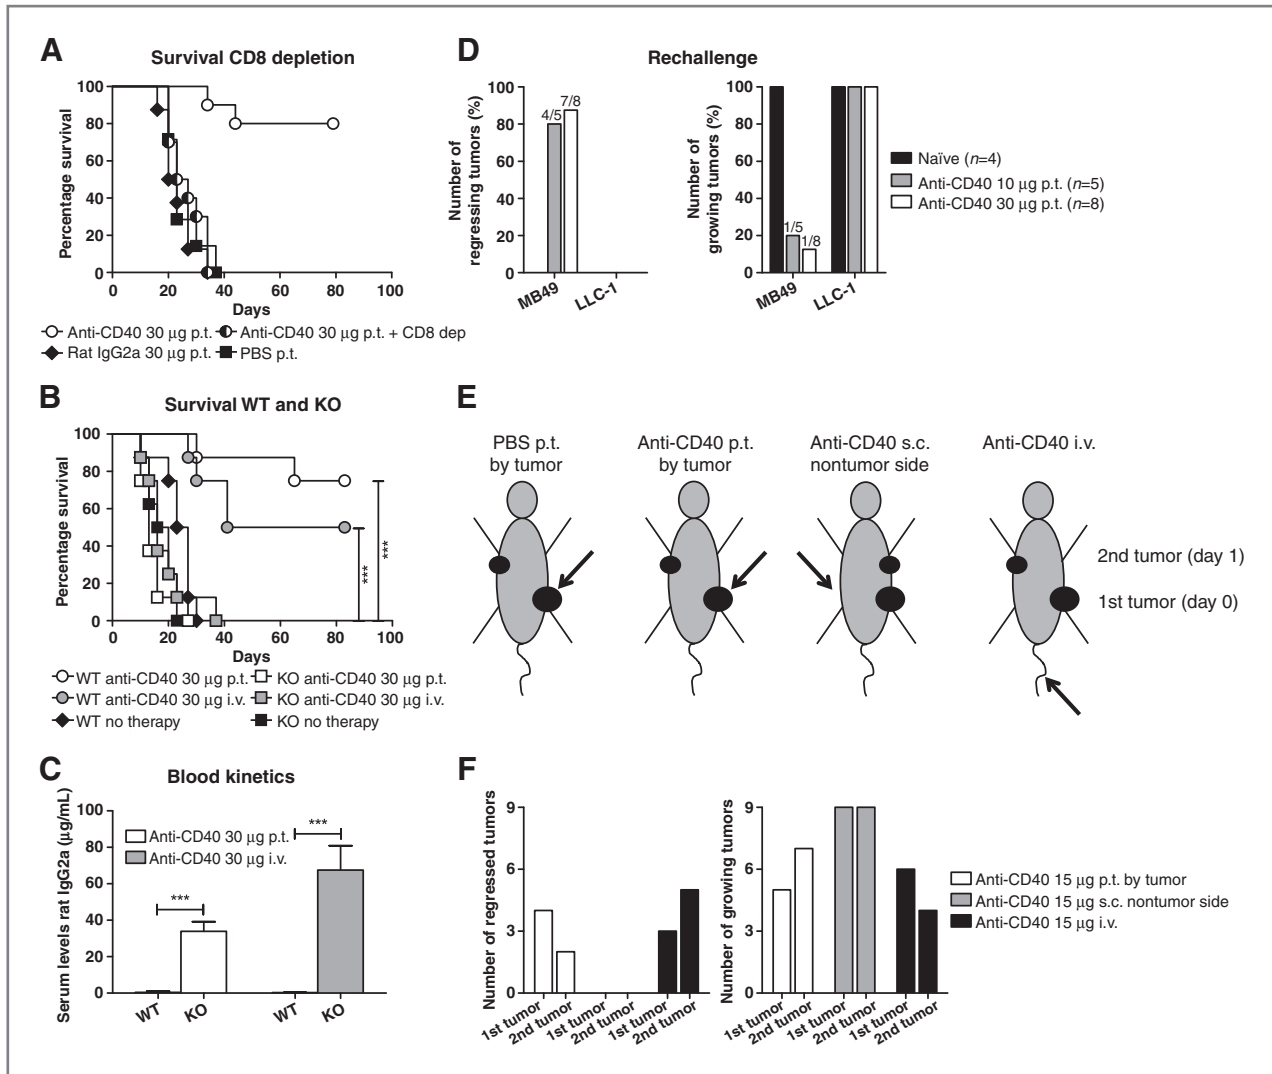 A
Survival CD8 depletion
Percentage survival
100
80
60
40
20
0
0 20 40 60 80 100
Days
Anti-CD40 30 µg p.t. Anti-CD40 30 µg p.t. + CD8 dep
Rat IgG2a 30 µg p.t. PBS p.t.
D
Rechallenge
Number of
regressing tumors (%)
100
80
60
40
20
0
4/5
7/8
MB49
LLC-1
Number of
growing tumors (%)
100
80
60
40
20
0
1/5
1/8
MB49
LLC-1
Naïve (n=4)
Anti-CD40 10 µg p.t. (n=5)
Anti-CD40 30 µg p.t. (n=8)
B
Survival WT and KO
Percentage survival
100
80
60
40
20
0
0 20 40 60 80 100
Days
***
***
WT anti-CD40 30 µg p.t. KO anti-CD40 30 µg p.t.
WT anti-CD40 30 µg i.v. KO anti-CD40 30 µg i.v.
WT no therapy KO no therapy
E
PBS p.t.
by tumor
Anti-CD40 p.t.
by tumor
Anti-CD40 s.c.
nontumor side
Anti-CD40 i.v.
2nd tumor (day 1)
1st tumor (day 0)
C
Blood kinetics
Serum levels rat IgG2a (µg/mL)
100
80
60
40
20
0
Anti-CD40 30 µg p.t.
Anti-CD40 30 µg i.v.
***
***
WT
KO
WT
KO
F
Number of regressed tumors
9
6
3
0
1st tumor
2nd tumor
1st tumor
2nd tumor
1st tumor
2nd tumor
Number of growing tumors
9
6
3
0
1st tumor
2nd tumor
1st tumor
2nd tumor
1st tumor
2nd tumor
Anti-CD40 15 µg p.t. by tumor
Anti-CD40 15 µg s.c. nontumor side
Anti-CD40 15 µg i.v.